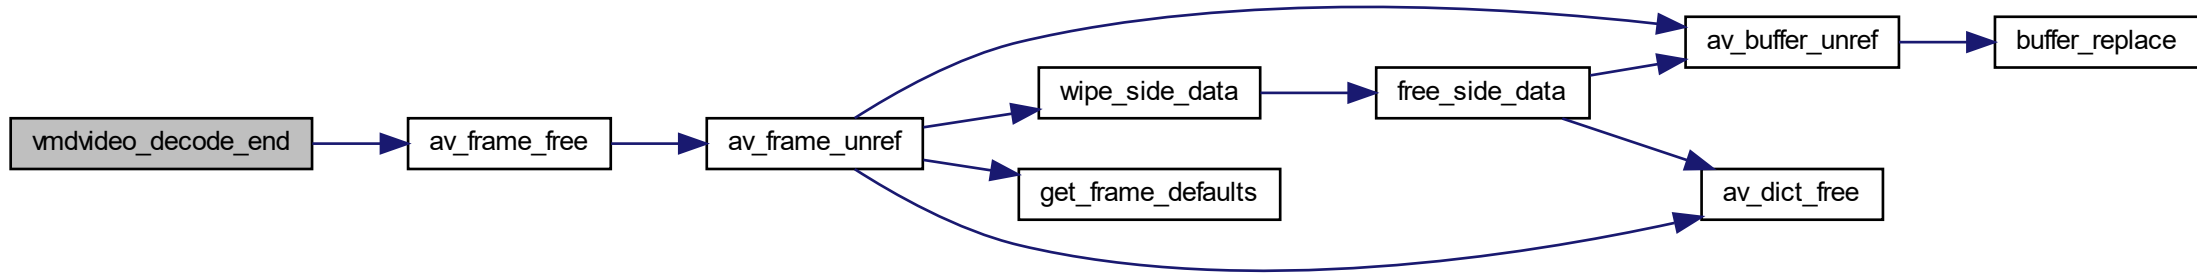 vmdvideo_decode_end
av_frame_free
av_frame_unref
wipe_side_data
get_frame_defaults
free_side_data
av_buffer_unref
av_dict_free
buffer_replace